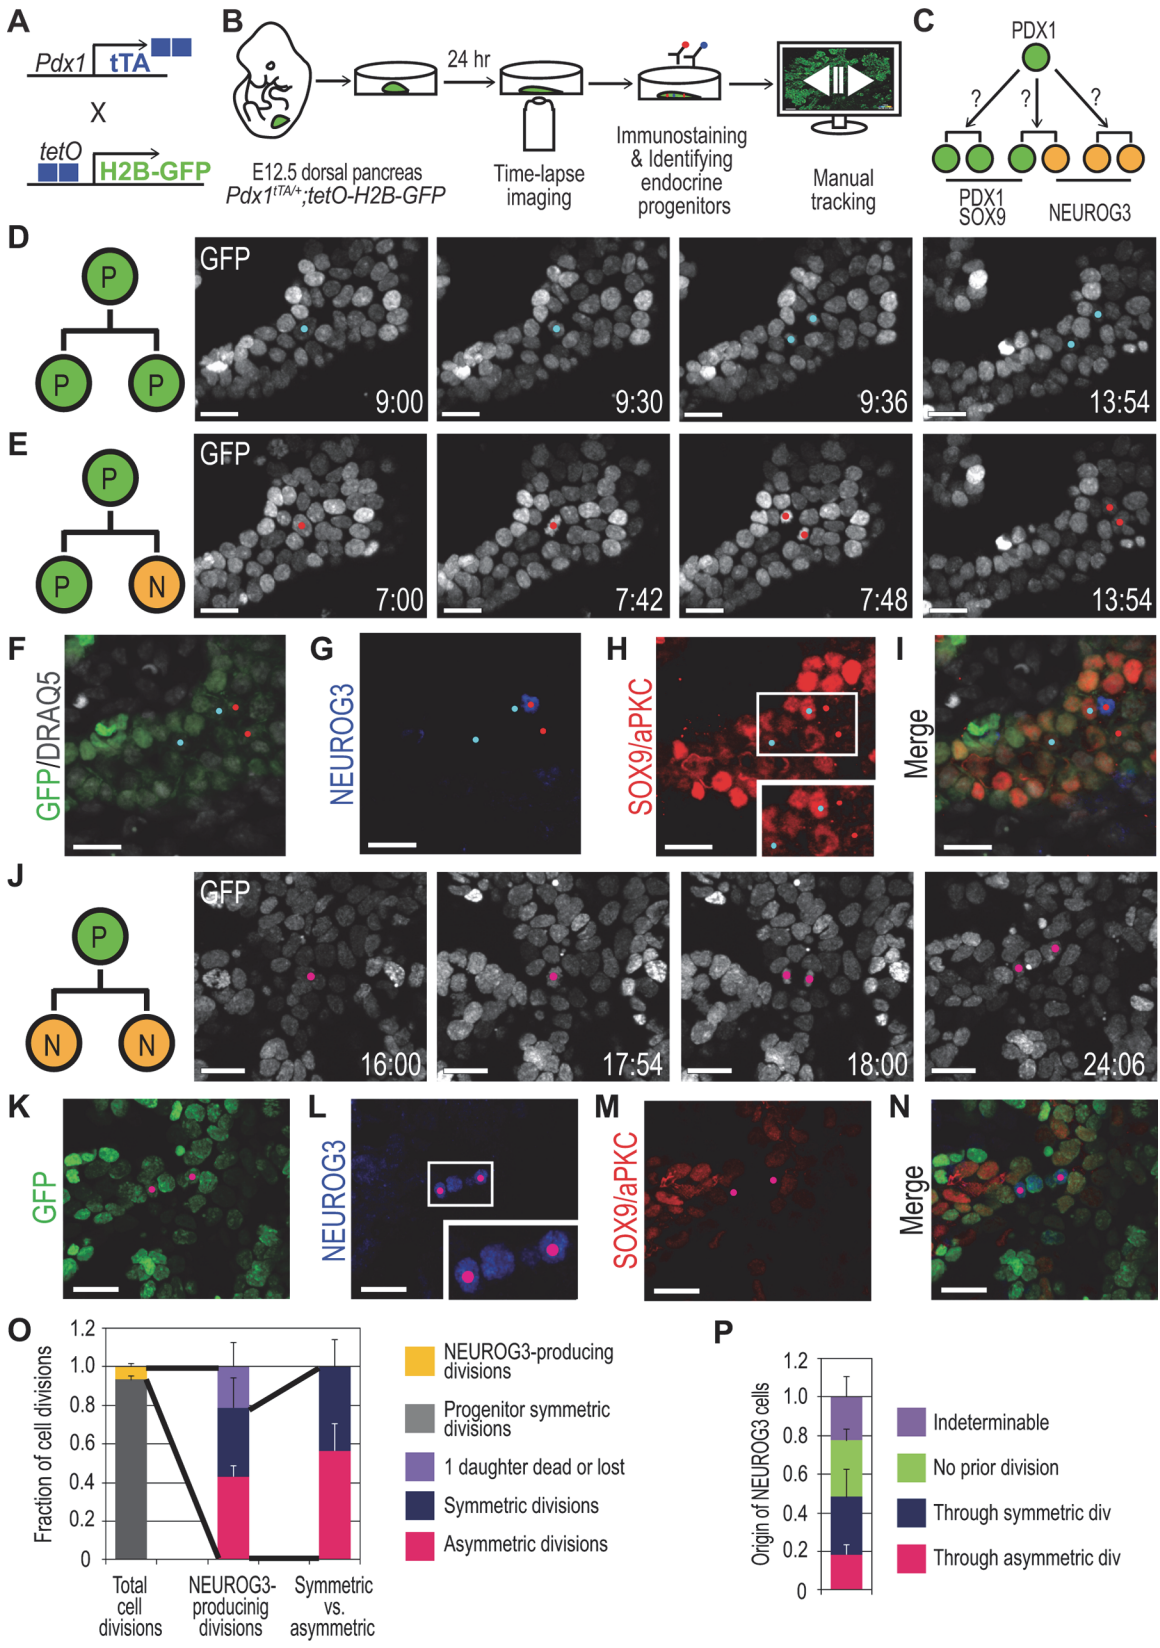 A
Pdx1
tTA
X
tetO
H2B-GFP
B
24 hr
E12.5 dorsal pancreas
Pdx1tTA/+;tetO-H2B-GFP
Time-lapse
imaging
Immunostaining
& Identifying
endocrine
progenitors
Manual
tracking
C
PDX1
? ? ?
PDX1
SOX9
NEUROG3
D
P
P P
GFP
9:00
9:30
9:36
13:54
E
P
P N
GFP
7:00
7:42
7:48
13:54
F
GFP/DRAQ5
G
NEUROG3
H
SOX9/aPKC
I
Merge
J
P
N N
GFP
16:00
17:54
18:00
24:06
K
GFP
L
NEUROG3
M
SOX9/aPKC
N
Merge
O
Fraction of cell divisions
1.2
1.0
0.8
0.6
0.4
0.2
0
Total
cell
divisions
NEUROG3-
producinig
divisions
Symmetric
vs.
asymmetric
NEUROG3-producing
divisions
Progenitor symmetric
divisions
1 daughter dead or lost
Symmetric divisions
Asymmetric divisions
P
Origin of NEUROG3 cells
1.2
1.0
0.8
0.6
0.4
0.2
0
Indeterminable
No prior division
Through symmetric div
Through asymmetric div